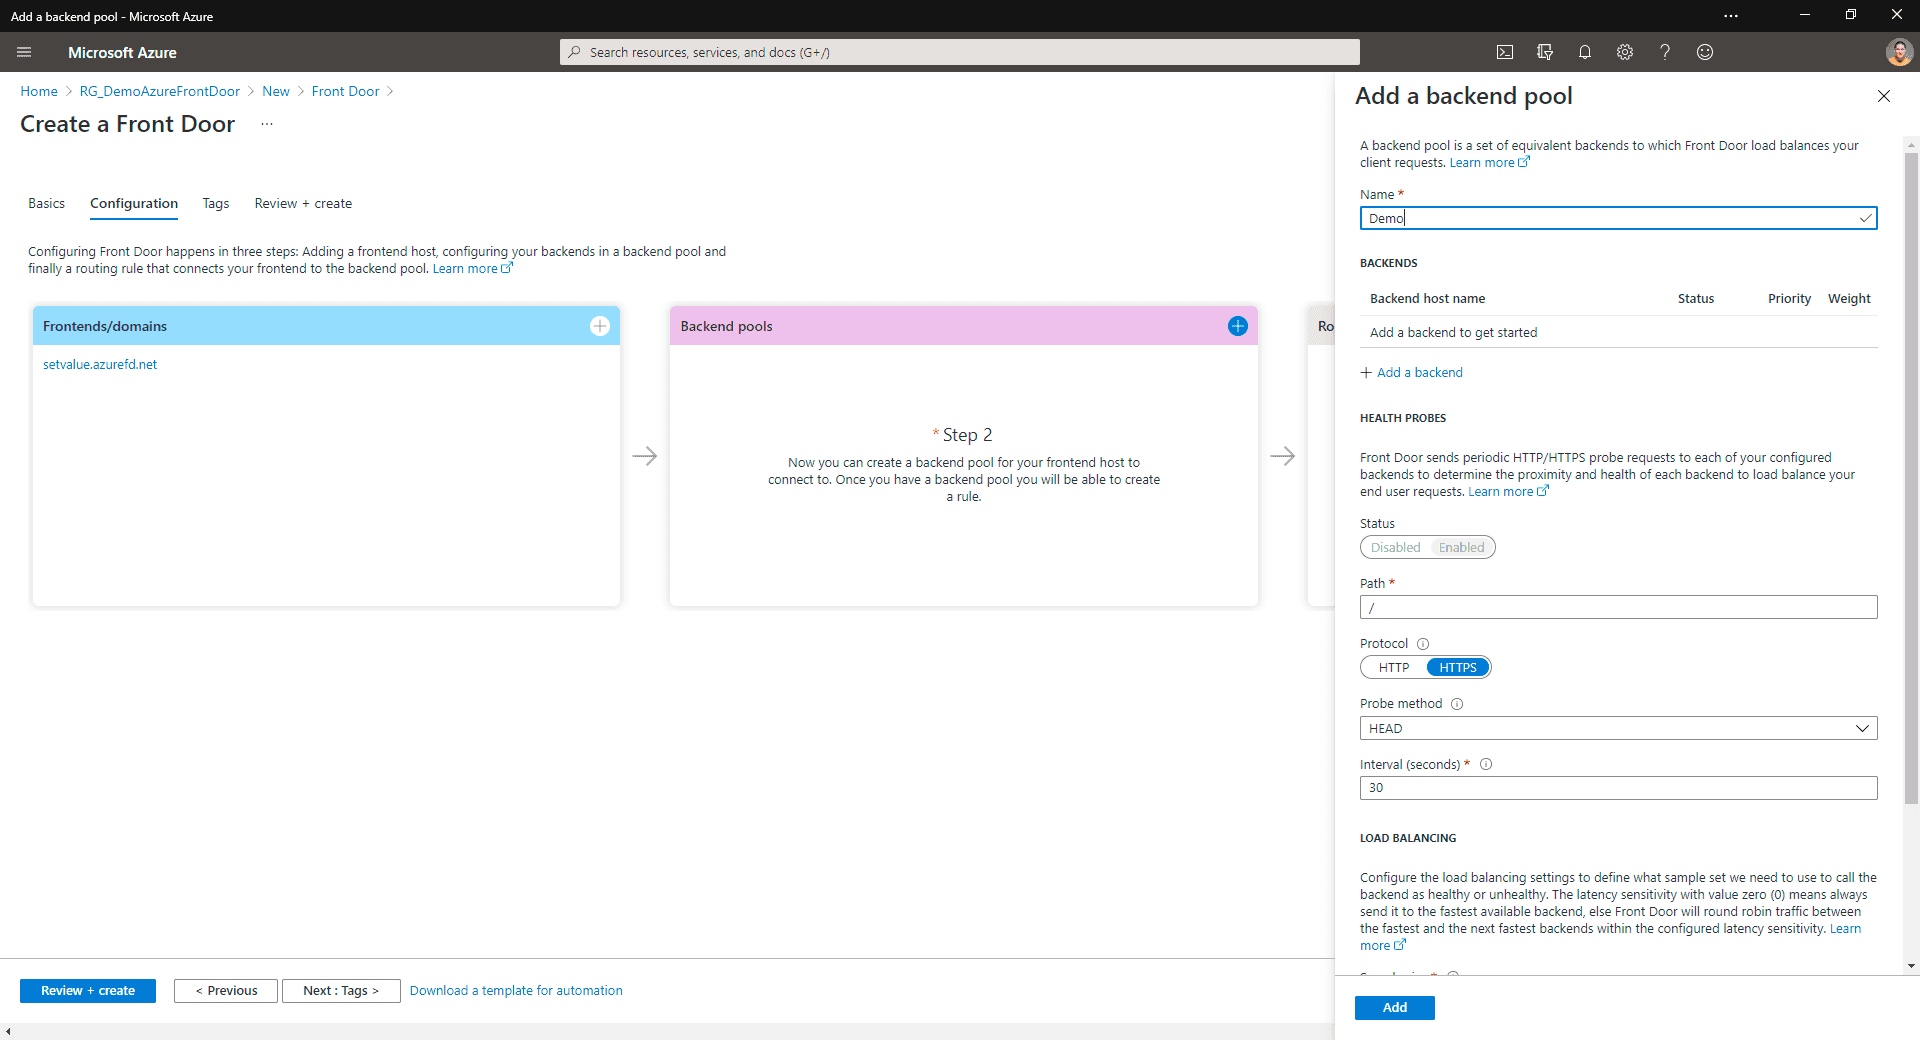 Add a backend pool - Microsoft Azure
Microsoft Azure
Search resources, services, and docs (G+/)
Home > RG_DemoAzureFrontDoor > New > Front Door >
Create a Front Door ...
Basics Configuration Tags Review + create
Configuring Front Door happens in three steps: Adding a frontend host, configuring your backends in a backend pool and
finally a routing rule that connects your frontend to the backend pool. Learn more
Frontends/domains
setvalue.azurefd.net
Backend pools
* Step 2
Now you can create a backend pool for your frontend host to
connect to. Once you have a backend pool you will be able to create
a rule.
Ro
Review + create < Previous Next : Tags > Download a template for automation
Add a backend pool
A backend pool is a set of equivalent backends to which Front Door load balances your
client requests. Learn more
Name *
Demo
BACKENDS
Backend host name Status Priority Weight
Add a backend to get started
+ Add a backend
HEALTH PROBES
Front Door sends periodic HTTP/HTTPS probe requests to each of your configured
backends to determine the proximity and health of each backend to load balance your
end user requests. Learn more
Status
Disabled Enabled
Path *
/
Protocol
HTTP HTTPS
Probe method
HEAD
Interval (seconds) *
30
LOAD BALANCING
Configure the load balancing settings to define what sample set we need to use to call the
backend as healthy or unhealthy. The latency sensitivity with value zero (0) means always
send it to the fastest available backend, else Front Door will round robin traffic between
the fastest and the next fastest backends within the configured latency sensitivity. Learn
more
Add